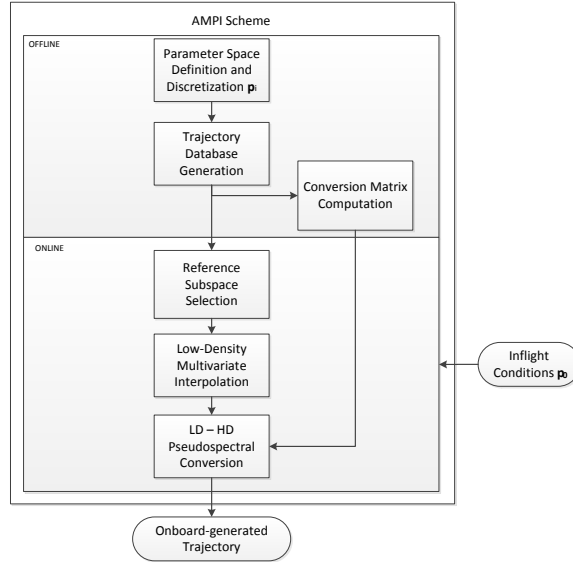 AMPI Scheme
OFFLINE
Parameter Space
Definition and
Discretization pi
Trajectory
Database
Generation
Conversion Matrix
Computation
ONLINE
Reference
Subspace
Selection
Low-Density
Multivariate
Interpolation
Inflight
Conditions p0
LD – HD
Pseudospectral
Conversion
Onboard-generated
Trajectory